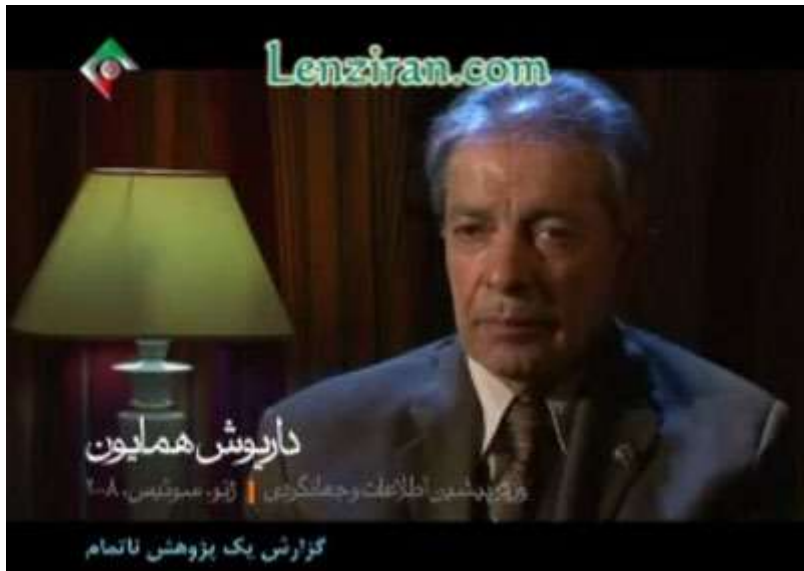 Lenziran.com
داریوش همایون
وزیر پیشین اطلاعات و جهانگردی | ژنو، سوئیس، ۲۰۰۸
گزارش یک پژوهش ناتمام